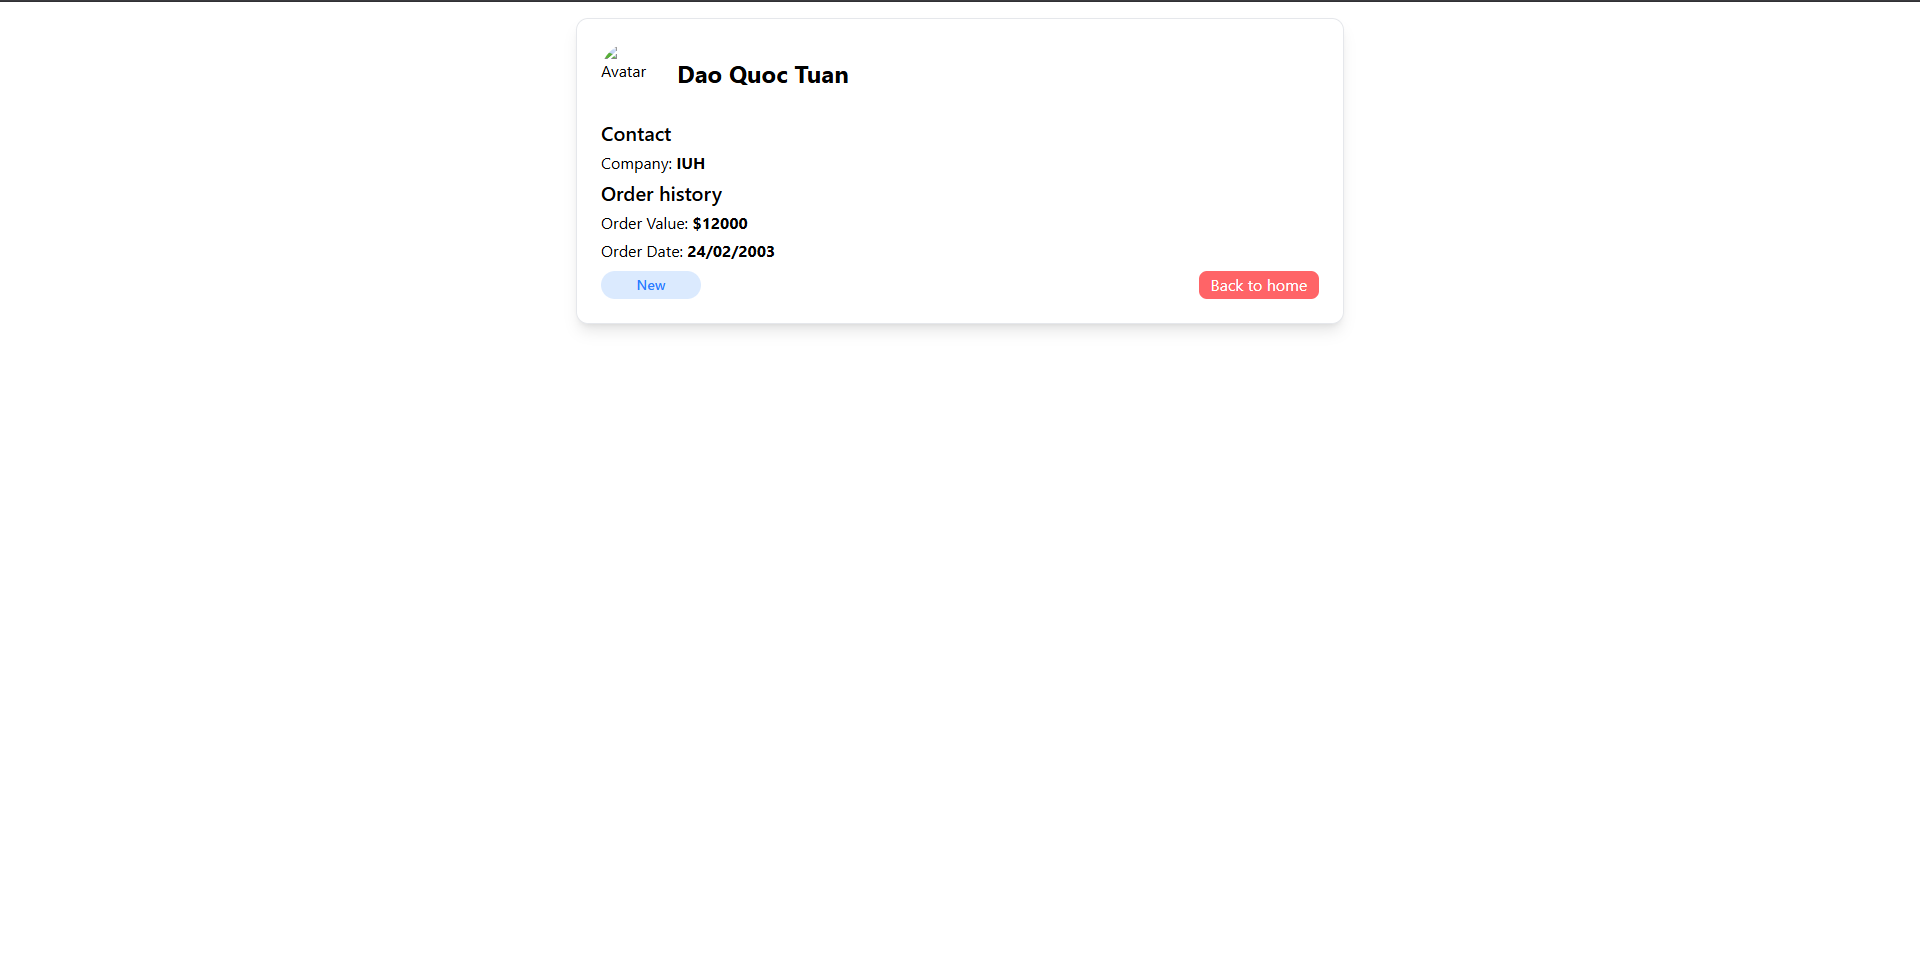 Avatar
Dao Quoc Tuan
Contact
Company: IUH
Order history
Order Value: $12000
Order Date: 24/02/2003
New
Back to home